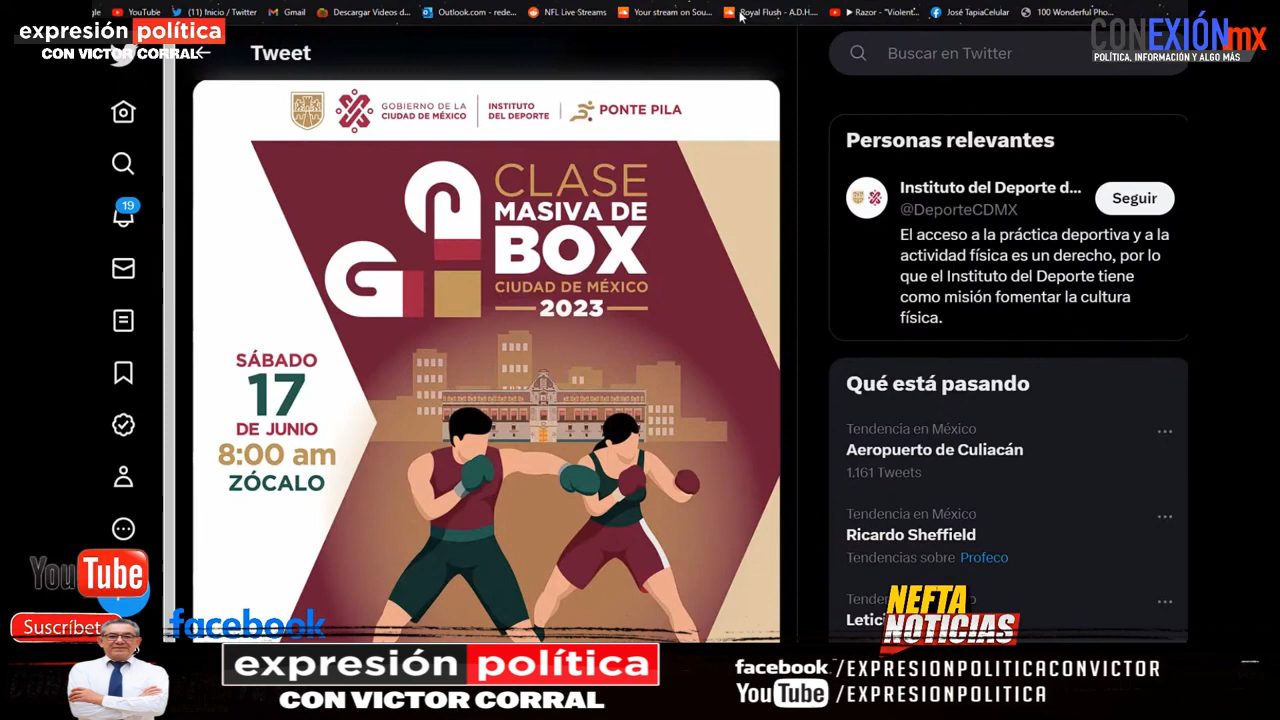 YouTube
(1) Inicio / Twitter
Gmail
Descargar Videos d...
Outlook.com - rede...
NFL Live Streams
Your stream on Sou...
Royal Flush - A.D.H....
Razor - "Violent'...
José TapiaCelular
100 Wonderful Pho...
expresión política
CON VICTOR CORRAL
CONEXIÓNmx
POLÍTICA, INFORMACIÓN Y ALGO MÁS
Tweet
Buscar en Twitter
GOBIERNO DE LA
CIUDAD DE MÉXICO
INSTITUTO
DEL DEPORTE
PONTE PILA
CLASE
MASIVA DE
BOX
CIUDAD DE MÉXICO
2023
SÁBADO
17
DE JUNIO
8:00 am
ZÓCALO
19
Personas relevantes
Instituto del Deporte d...
@DeporteCDMX
Seguir
El acceso a la práctica deportiva y a la
actividad física es un derecho, por lo
que el Instituto del Deporte tiene
como misión fomentar la cultura
física.
Qué está pasando
Tendencia en México
Aeropuerto de Culiacán
1.161 Tweets
Tendencia en México
Ricardo Sheffield
Tendencias sobre Profeco
NEFTA
NOTICIAS
YouTube
Suscríbet
facebook
expresión política
CON VICTOR CORRAL
facebook /EXPRESIONPOLITICACONVICTOR
YouTube /EXPRESIONPOLITICA